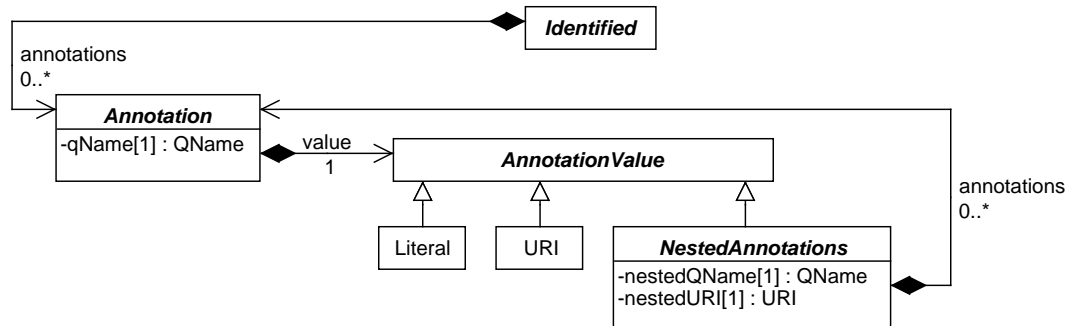 Identified
annotations
0..*
Annotation
-qName[1] : QName
value
1
AnnotationValue
annotations
0..*
Literal
URI
NestedAnnotations
-nestedQName[1] : QName
-nestedURI[1] : URI